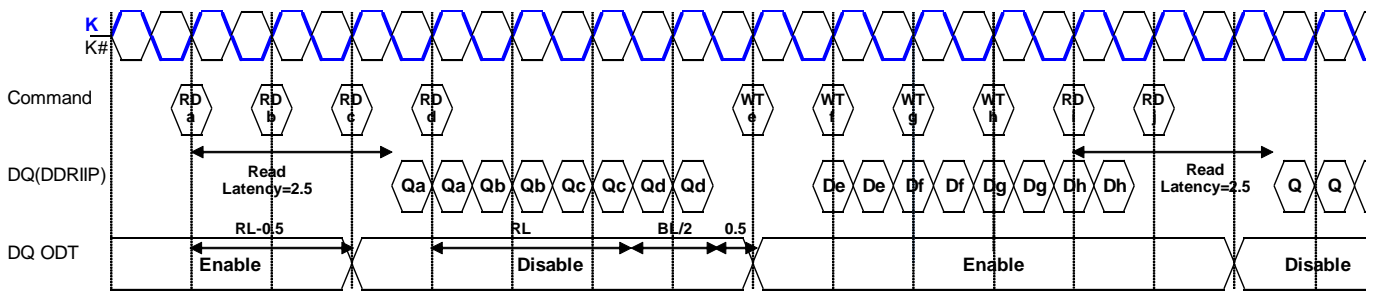 K
K#
Command
RD a RD b RD c RD d WT e WT f WT g WT h RD i RD j
DQ(DDRIIP)
Read
Latency=2.5
Qa Qa Qb Qb Qc Qc Qd Qd De De Df Df Dg Dg Dh Dh
Read
Latency=2.5
Q Q
RL-0.5 RL BL/2 0.5
DQ ODT
Enable Disable Enable Disable